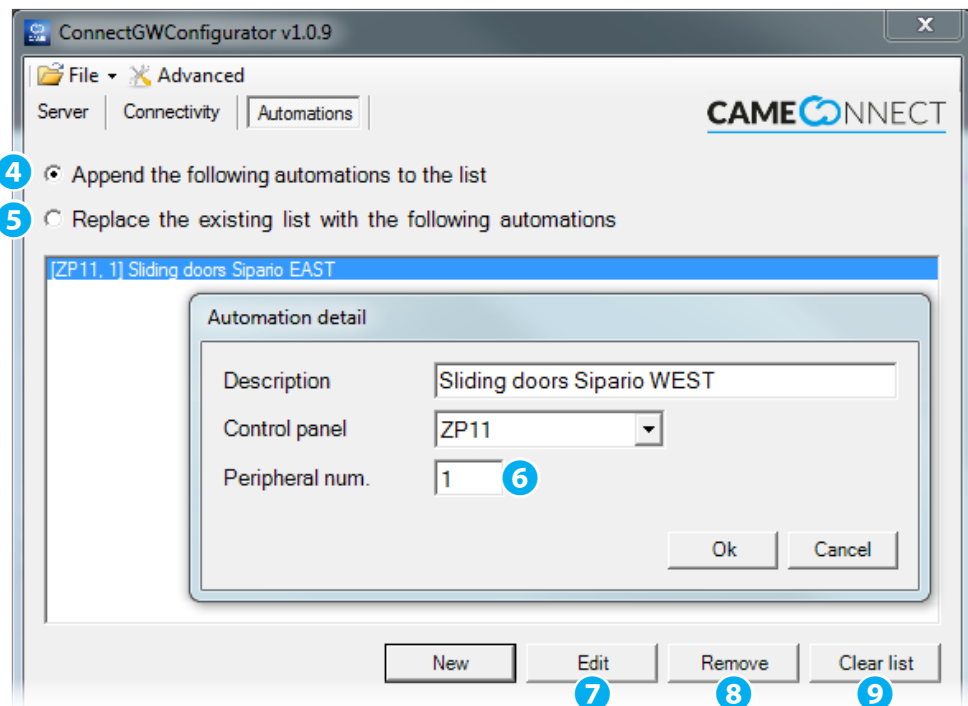 ConnectGWConfigurator v1.0.9 x
File Advanced
Server Connectivity Automations
CAME CONNECT
4 Append the following automations to the list
5 Replace the existing list with the following automations
[ZP11, 1] Sliding doors Sipario EAST
Automation detail
Description Sliding doors Sipario WEST
Control panel ZP11
Peripheral num. 1 6
Ok Cancel
New Edit Remove Clear list
7 8 9